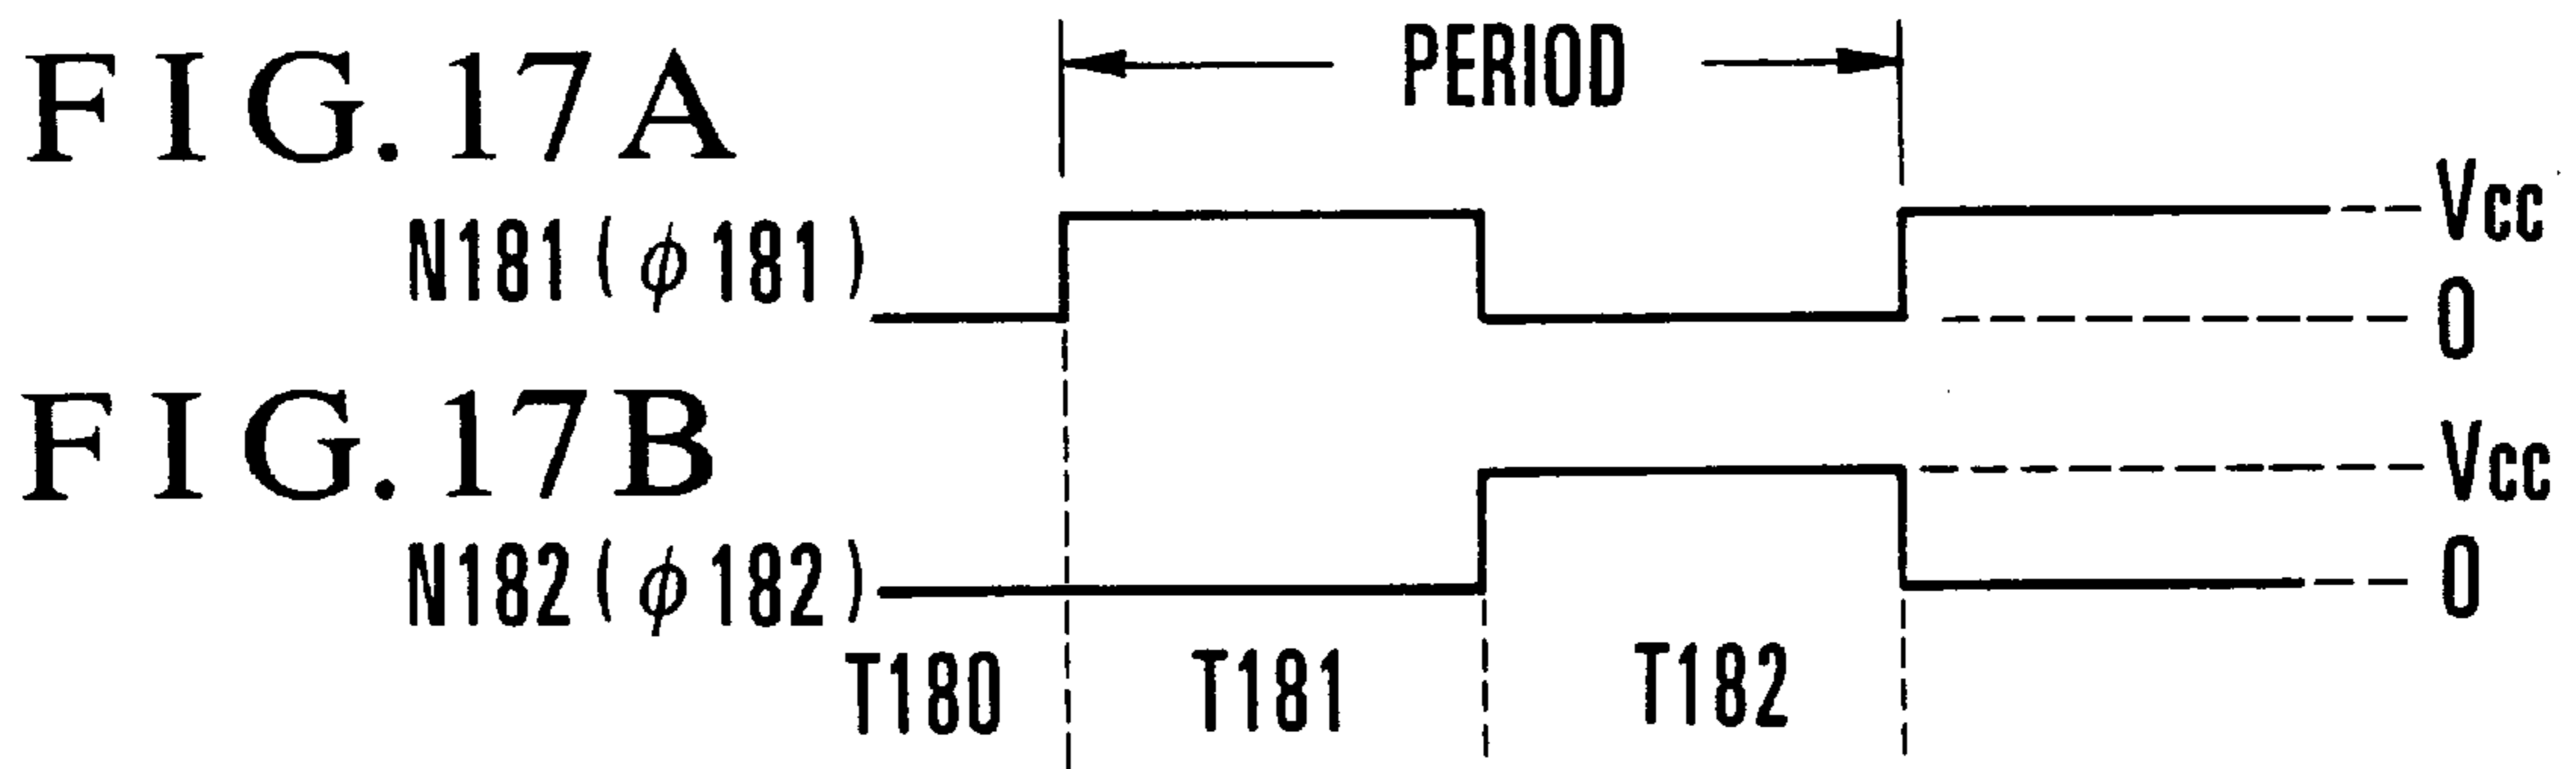 FIG. 17A
PERIOD
N181(ϕ181)
Vcc
0
FIG. 17B
Vcc
N182(ϕ182)
0
T180 T181 T182